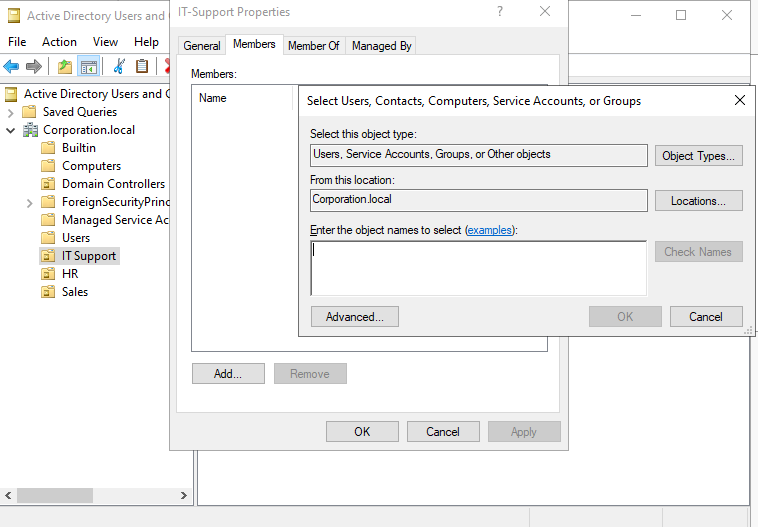 Active Directory Users and C
File
Action
View
Help
Active Directory Users and C
Saved Queries
Corporation.local
Builtin
Computers
Domain Controllers
ForeignSecurityPrinc
Managed Service Ac
Users
IT Support
HR
Sales
IT-Support Properties
?
General
Members
Member Of
Managed By
Members:
Name
Add...
Remove
OK
Cancel
Apply
Select Users, Contacts, Computers, Service Accounts, or Groups
Select this object type:
Users, Service Accounts, Groups, or Other objects
Object Types...
From this location:
Corporation.local
Locations...
Enter the object names to select (examples):
Check Names
Advanced...
OK
Cancel